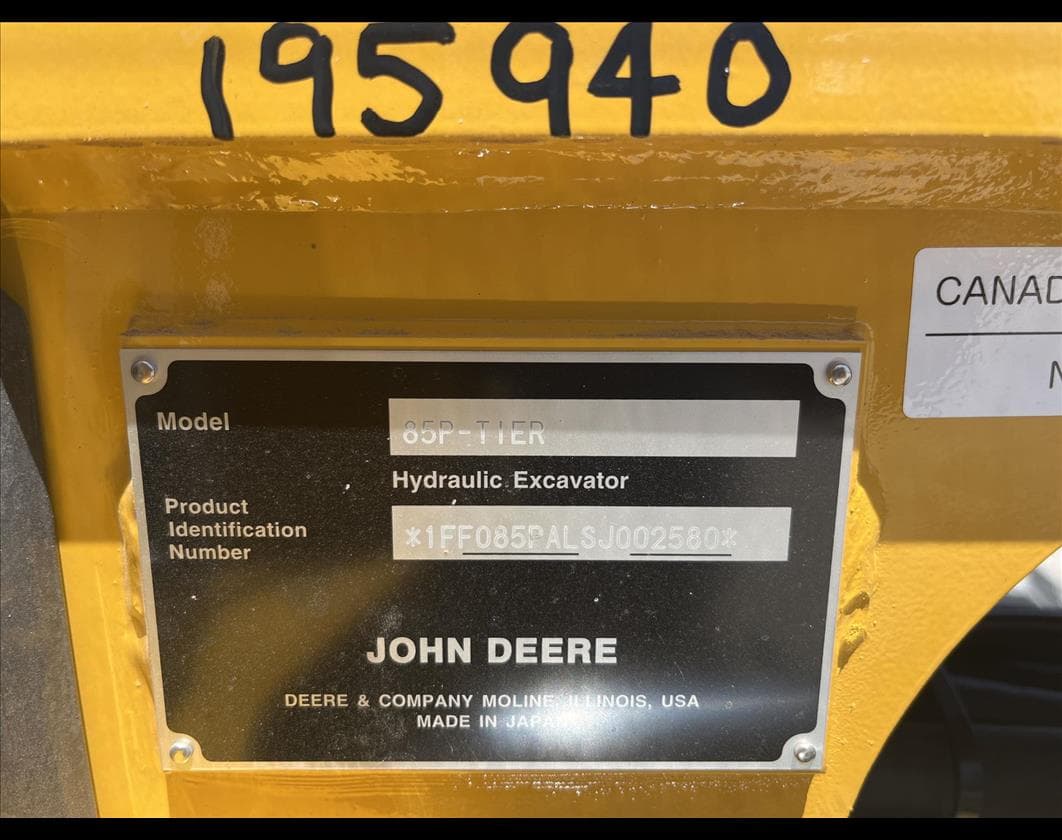 195940
CANAD
N
Model
85P-TIER
Hydraulic Excavator
Product
Identification
Number
*1FF085PALSJ002580*
JOHN DEERE
DEERE & COMPANY MOLINE, ILLINOIS, USA
MADE IN JAPAN